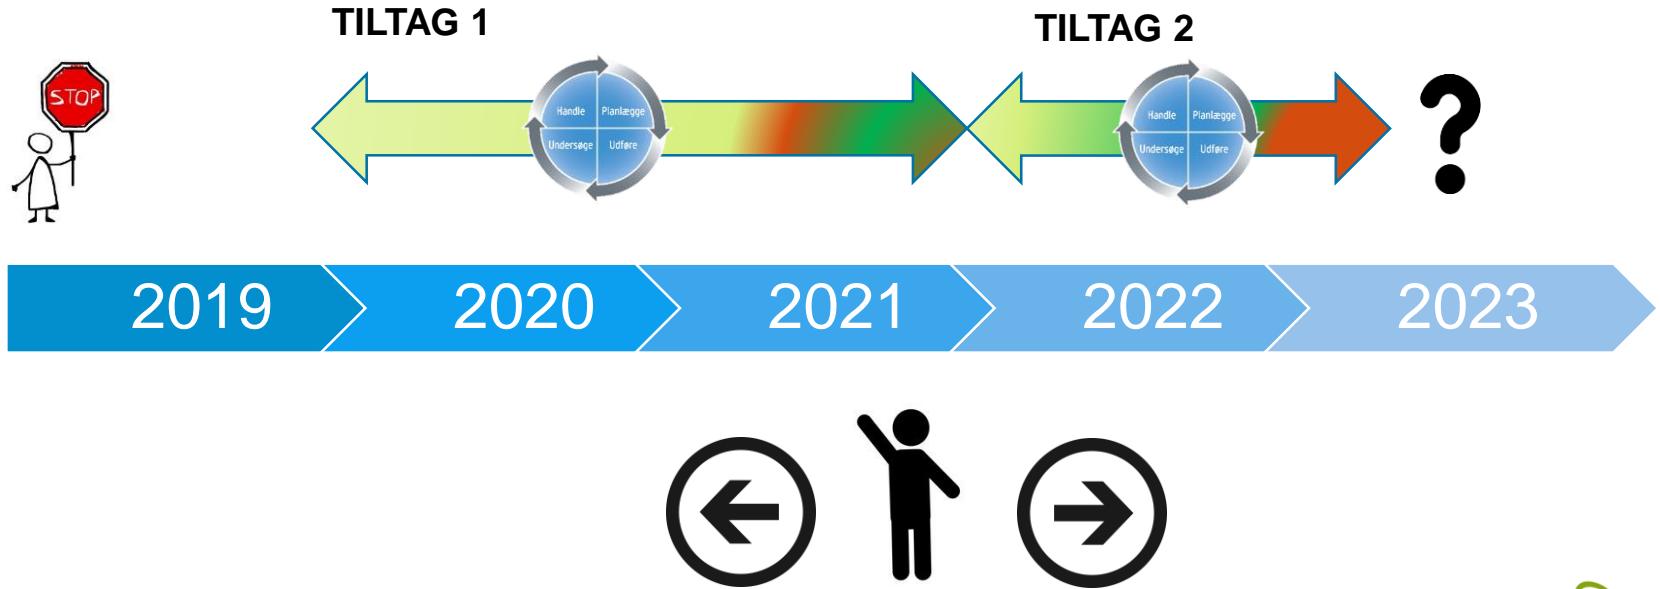 TILTAG 1
TILTAG 2
STOP
Handle Planlægge
Undersøge Udføre
Handle Planlægge
Undersøge Udføre
2019 2020 2021 2022 2023